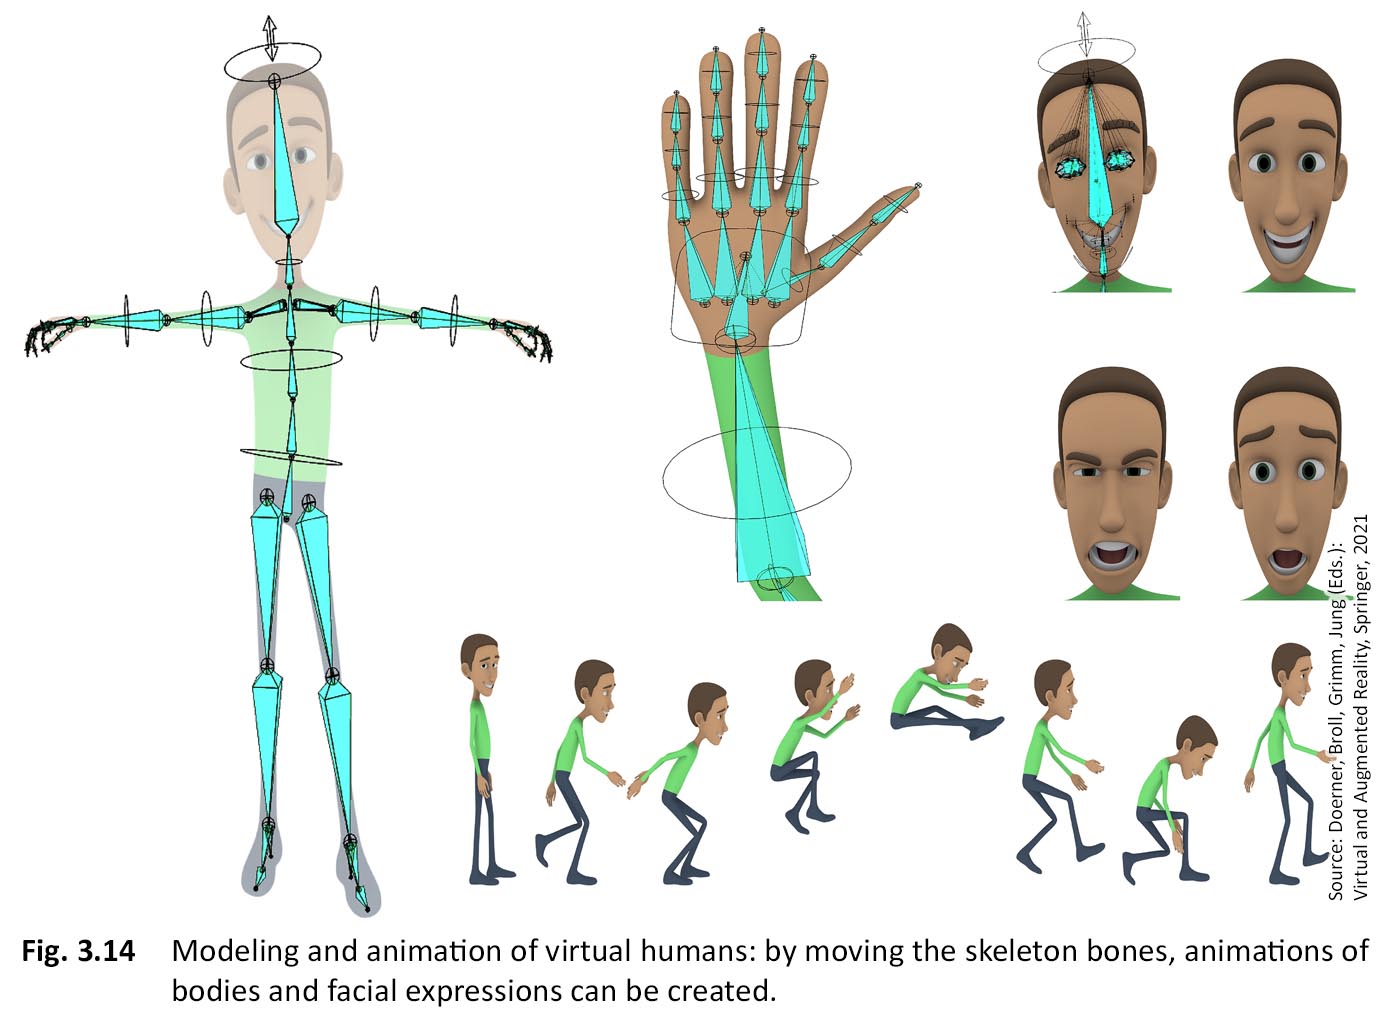 Source: Doerner, Broll, Grimm, Jung (Eds.):
Virtual and Augmented Reality, Springer, 2021
Fig. 3.14 Modeling and animation of virtual humans: by moving the skeleton bones, animations of
bodies and facial expressions can be created.